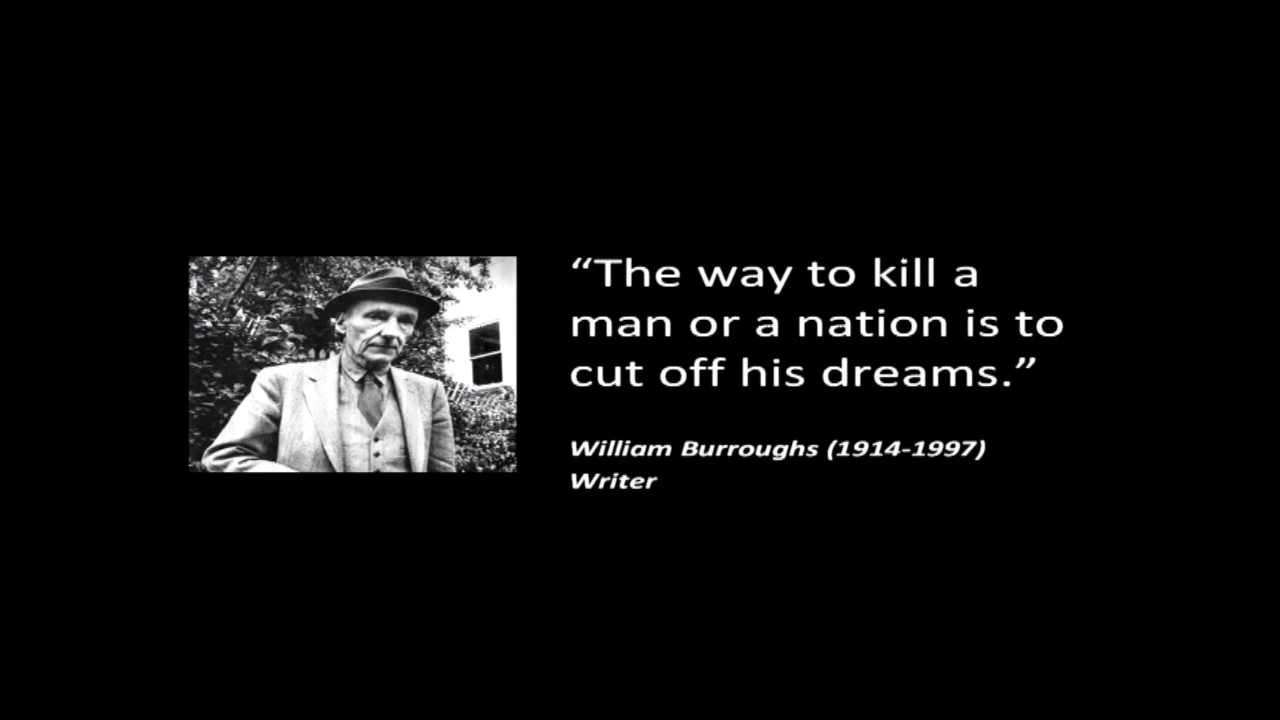 “The way to kill a
man or a nation is to
cut off his dreams.”
William Burroughs (1914-1997)
Writer